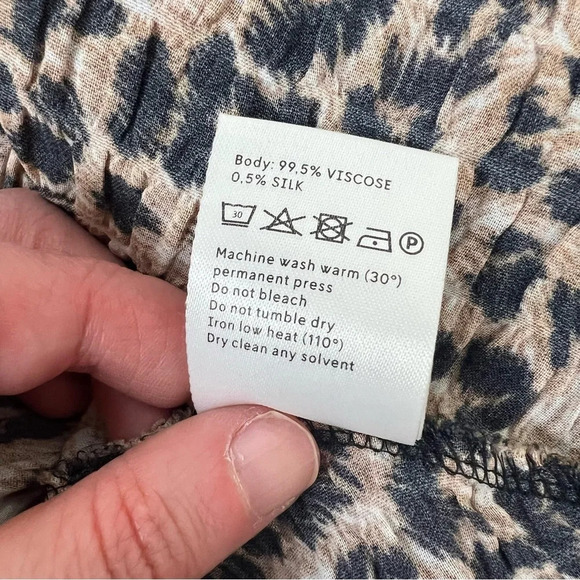 Body: 99,5% VISCOSE
0,5% SILK
30 P
Machine wash warm (30°)
permanent press
Do not bleach
Do not tumble dry
Iron low heat (110°)
Dry clean any solvent